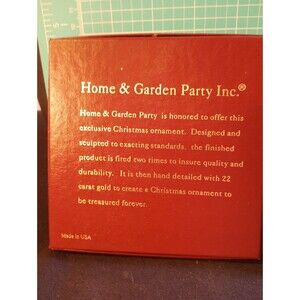 Home & Garden Party Inc.®
Home & Garden Party is honored to offer this
exclusive Christmas ornament. Designed and
sculpted to exacting standards, the finished
product is fired two times to insure quality and
durability. It is then hand detailed with 22
carat gold to create a Christmas ornament to
be treasured forever.
Made in USA